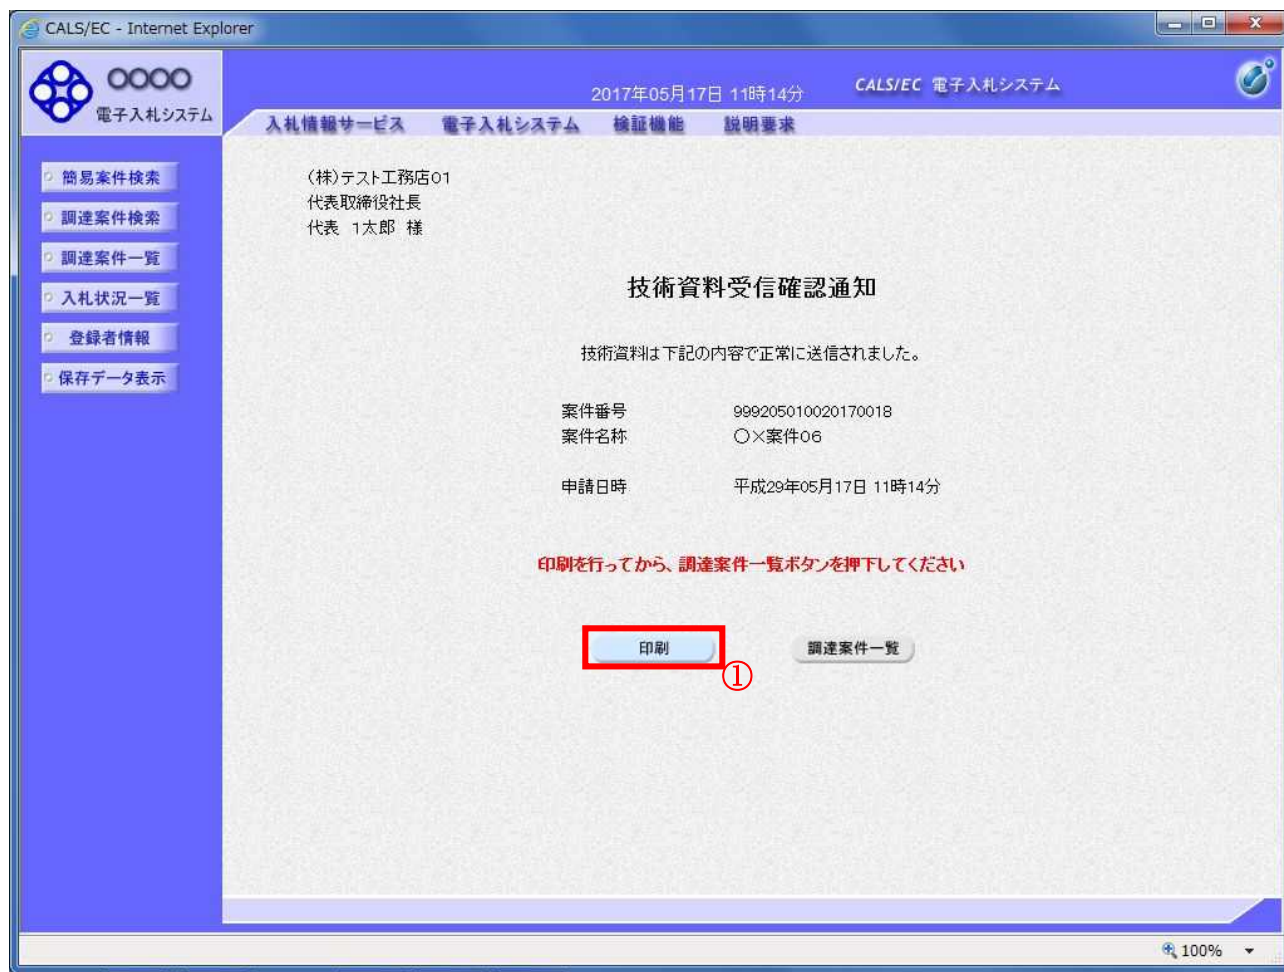 CALS/EC - Internet Explorer
○○○○
電子入札システム
2017年05月17日 11時14分
CALS/EC 電子入札システム
入札情報サービス 電子入札システム 検証機能 説明要求
簡易案件検索
調達案件検索
調達案件一覧
入札状況一覧
登録者情報
保存データ表示
(株)テスト工務店01
代表取締役社長
代表 1太郎 様
技術資料受信確認通知
技術資料は下記の内容で正常に送信されました。
案件番号 999205010020170018
案件名称 ○×案件06
申請日時 平成29年05月17日 11時14分
印刷を行ってから、調達案件一覧ボタンを押下してください
印刷
調達案件一覧
①
100%